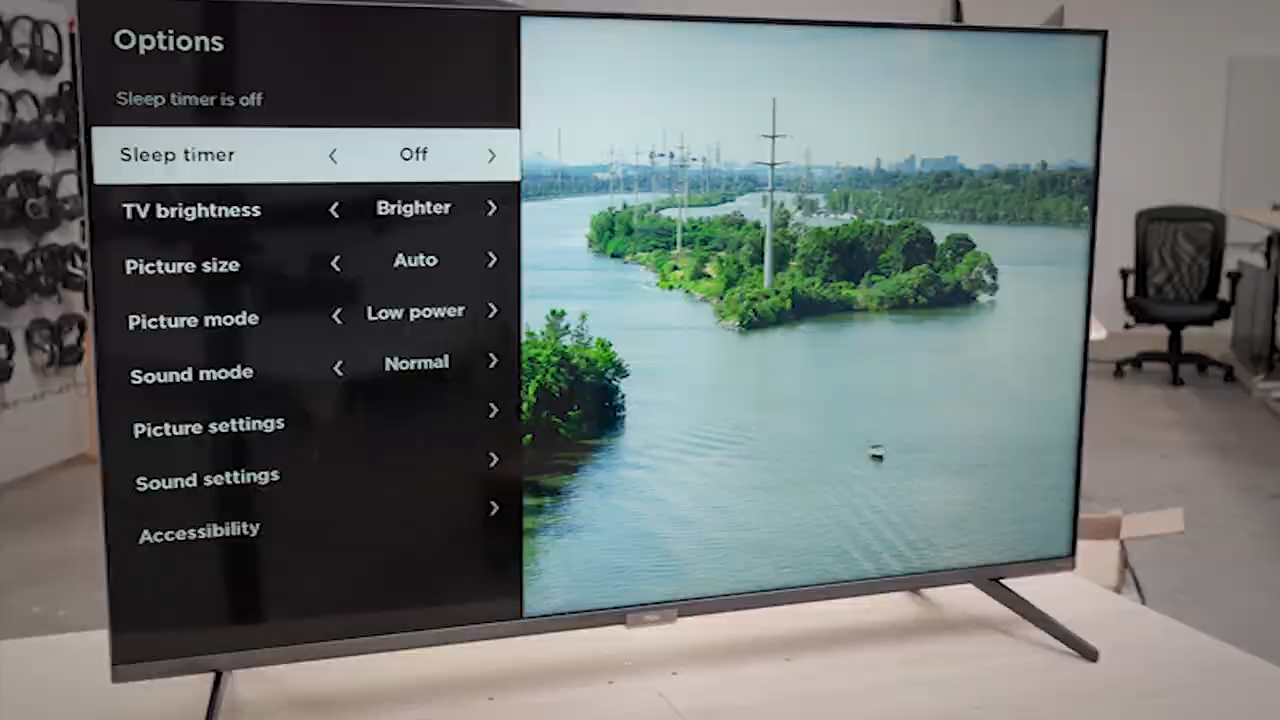 Options
Sleep timer is off
Sleep timer < Off >
TV brightness < Brighter >
Picture size < Auto >
Picture mode < Low power >
Sound mode < Normal >
Picture settings >
Sound settings >
Accessibility >